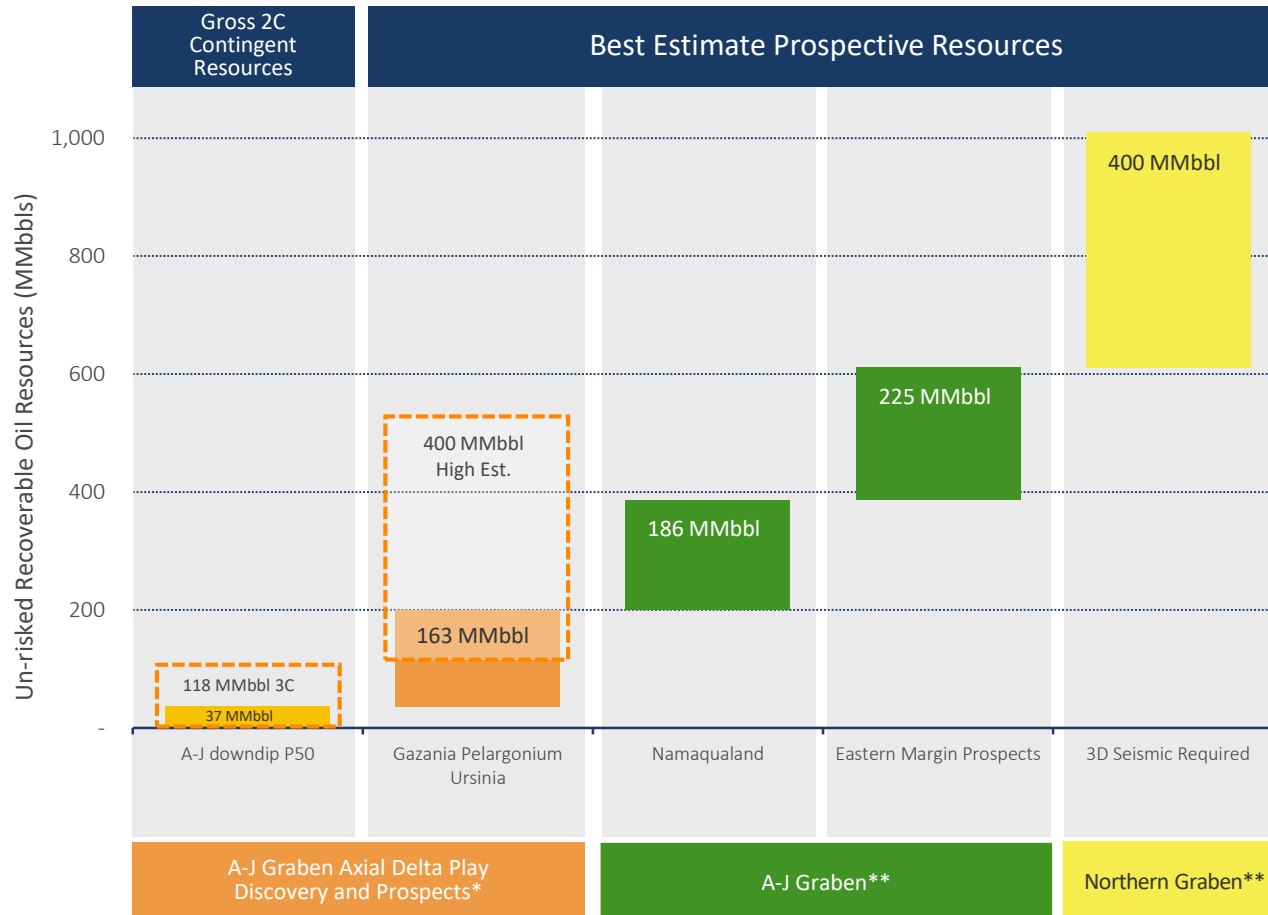 Gross 2C
Contingent
Resources
Best Estimate Prospective Resources
Un-risked Recoverable Oil Resources (MMbbls)
1,000
800
600
400
200
-
118 MMbbl 3C
37 MMbbl
400 MMbbl
High Est.
163 MMbbl
186 MMbbl
225 MMbbl
400 MMbbl
A-J downdip P50
Gazania Pelargonium
Ursinia
Namaqualand
Eastern Margin Prospects
3D Seismic Required
A-J Graben Axial Delta Play
Discovery and Prospects*
A-J Graben**
Northern Graben**